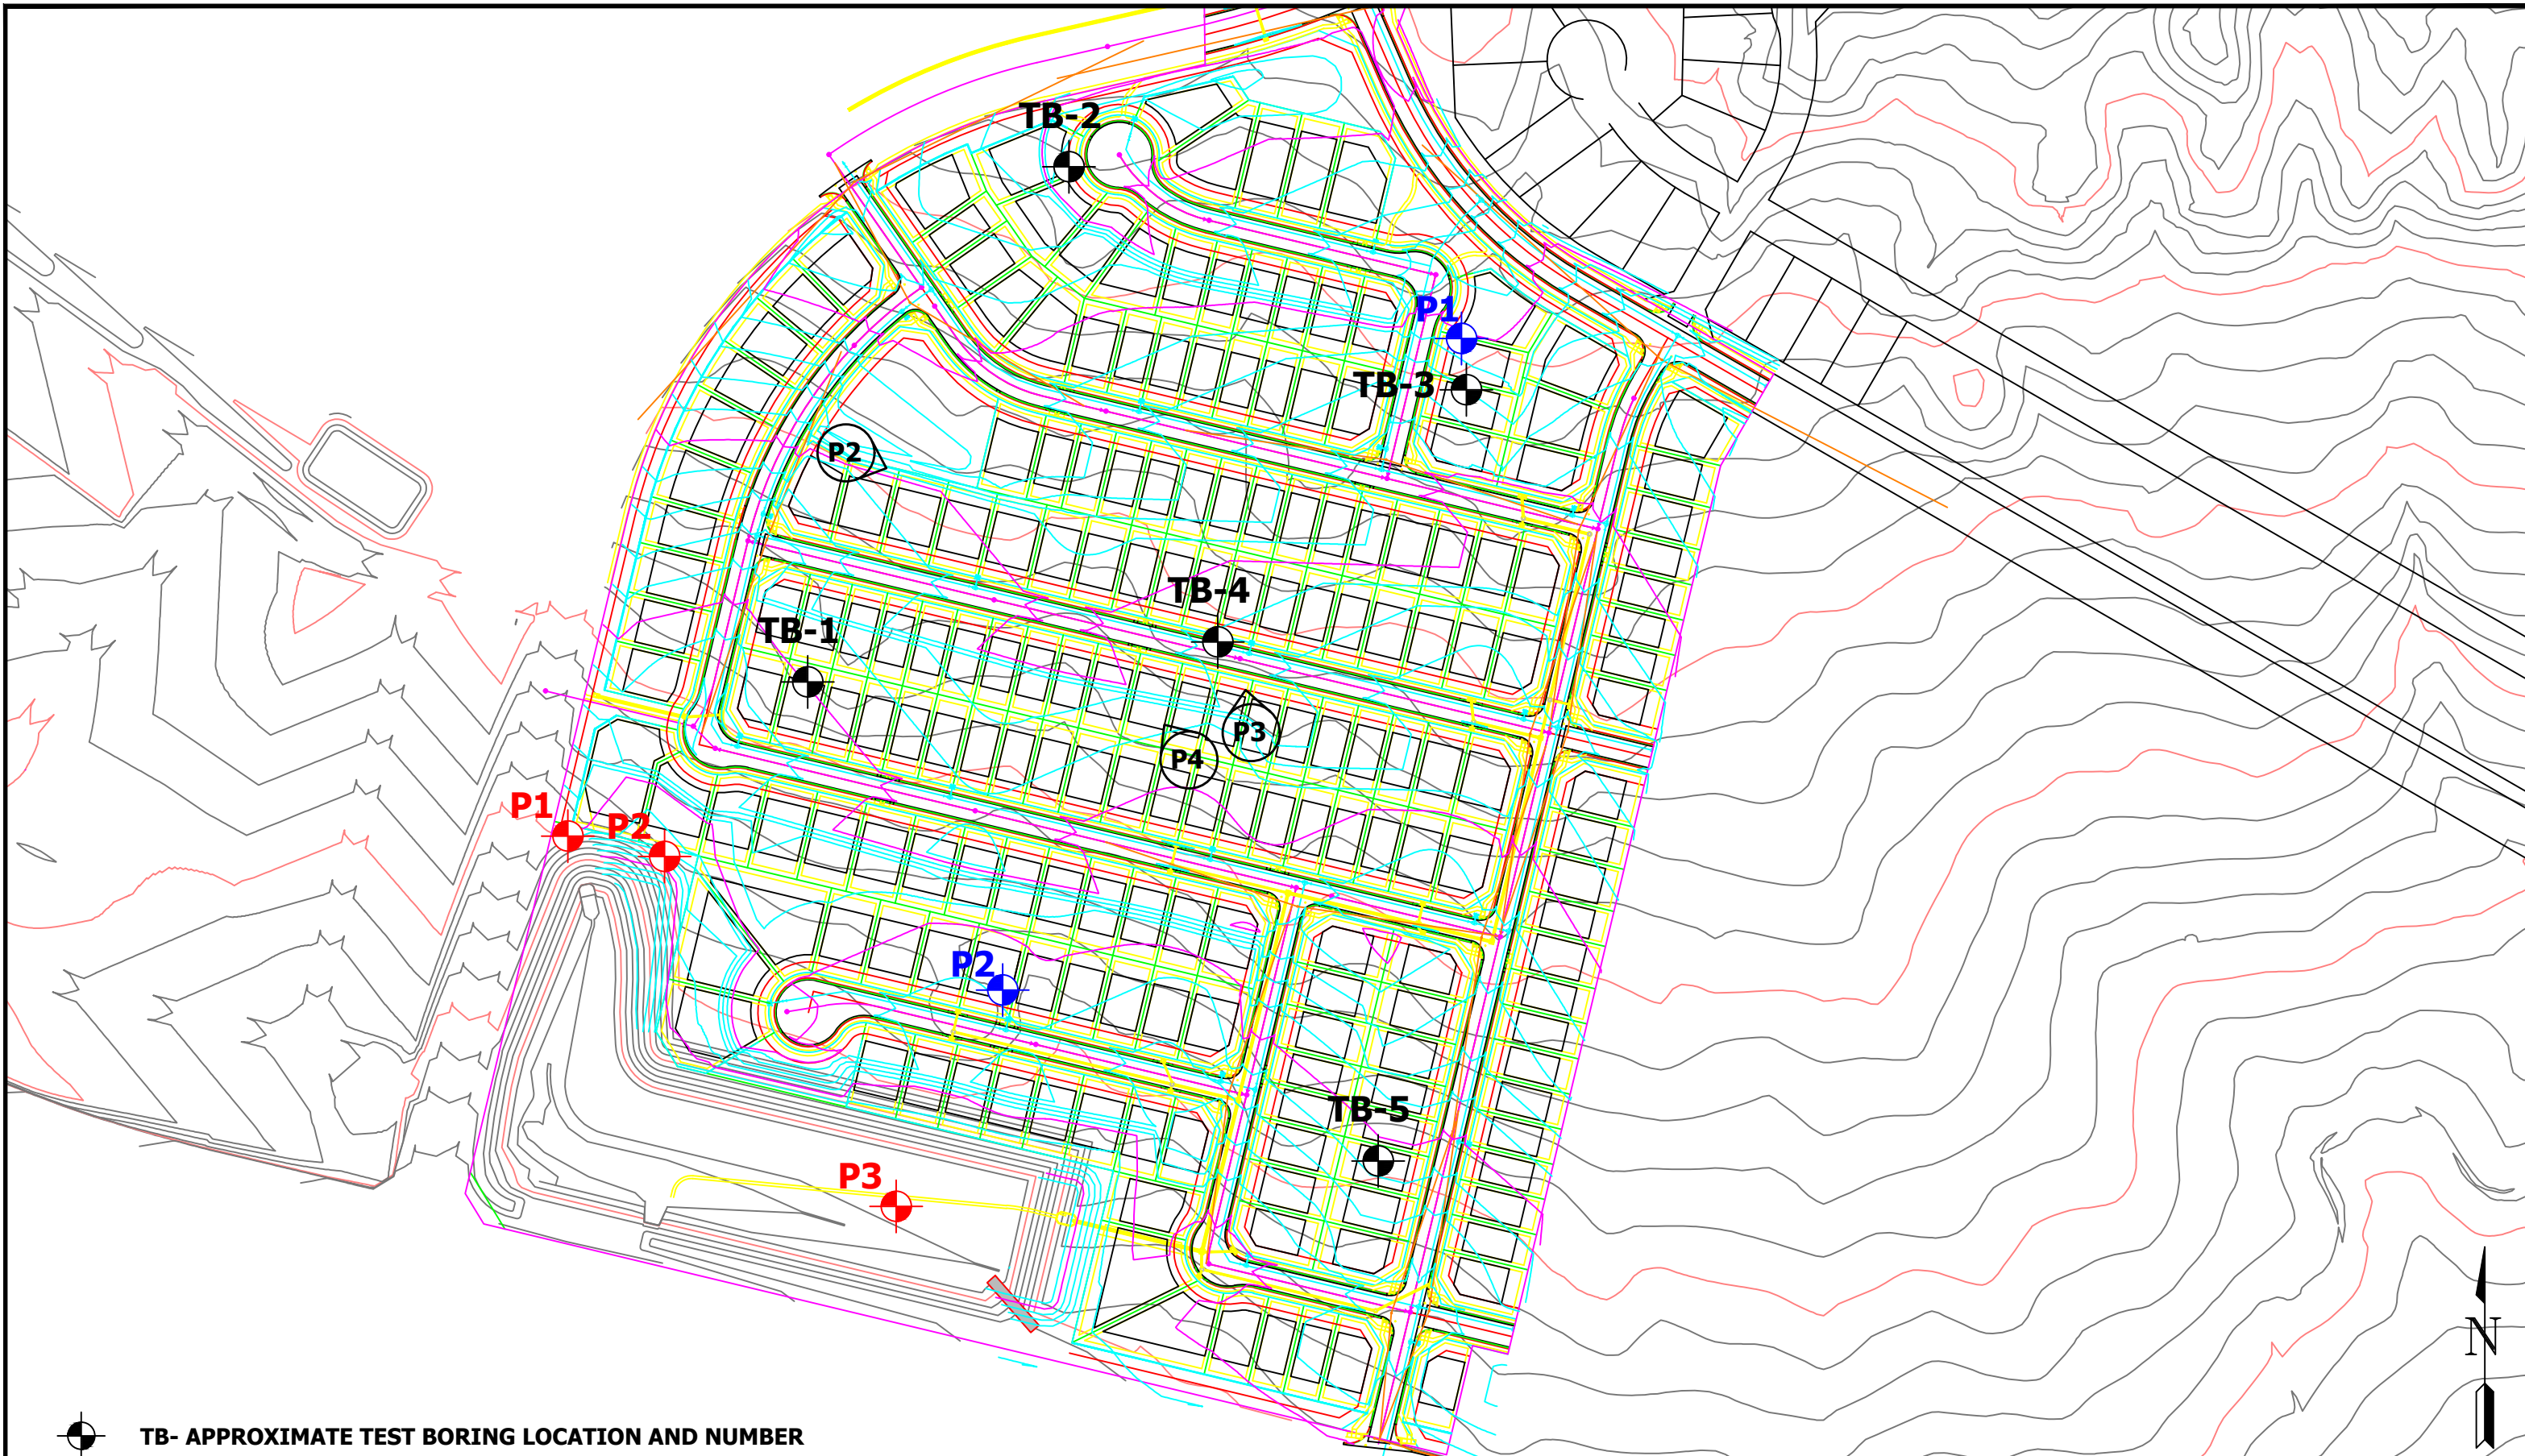 TB-2
P1
TB-3
P2
TB-4
TB-1
P3
P4
P1
P2
P2
TB-5
P3
N
TB- APPROXIMATE TEST BORING LOCATION AND NUMBER